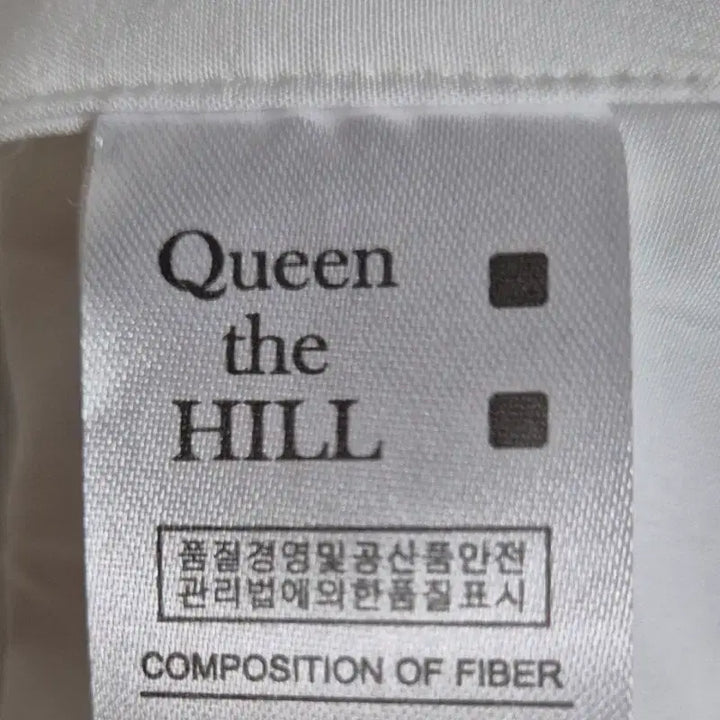 Queen
the
HILL
품질경영및공산품안전
관리법에의한품질표시
COMPOSITION OF FIBER